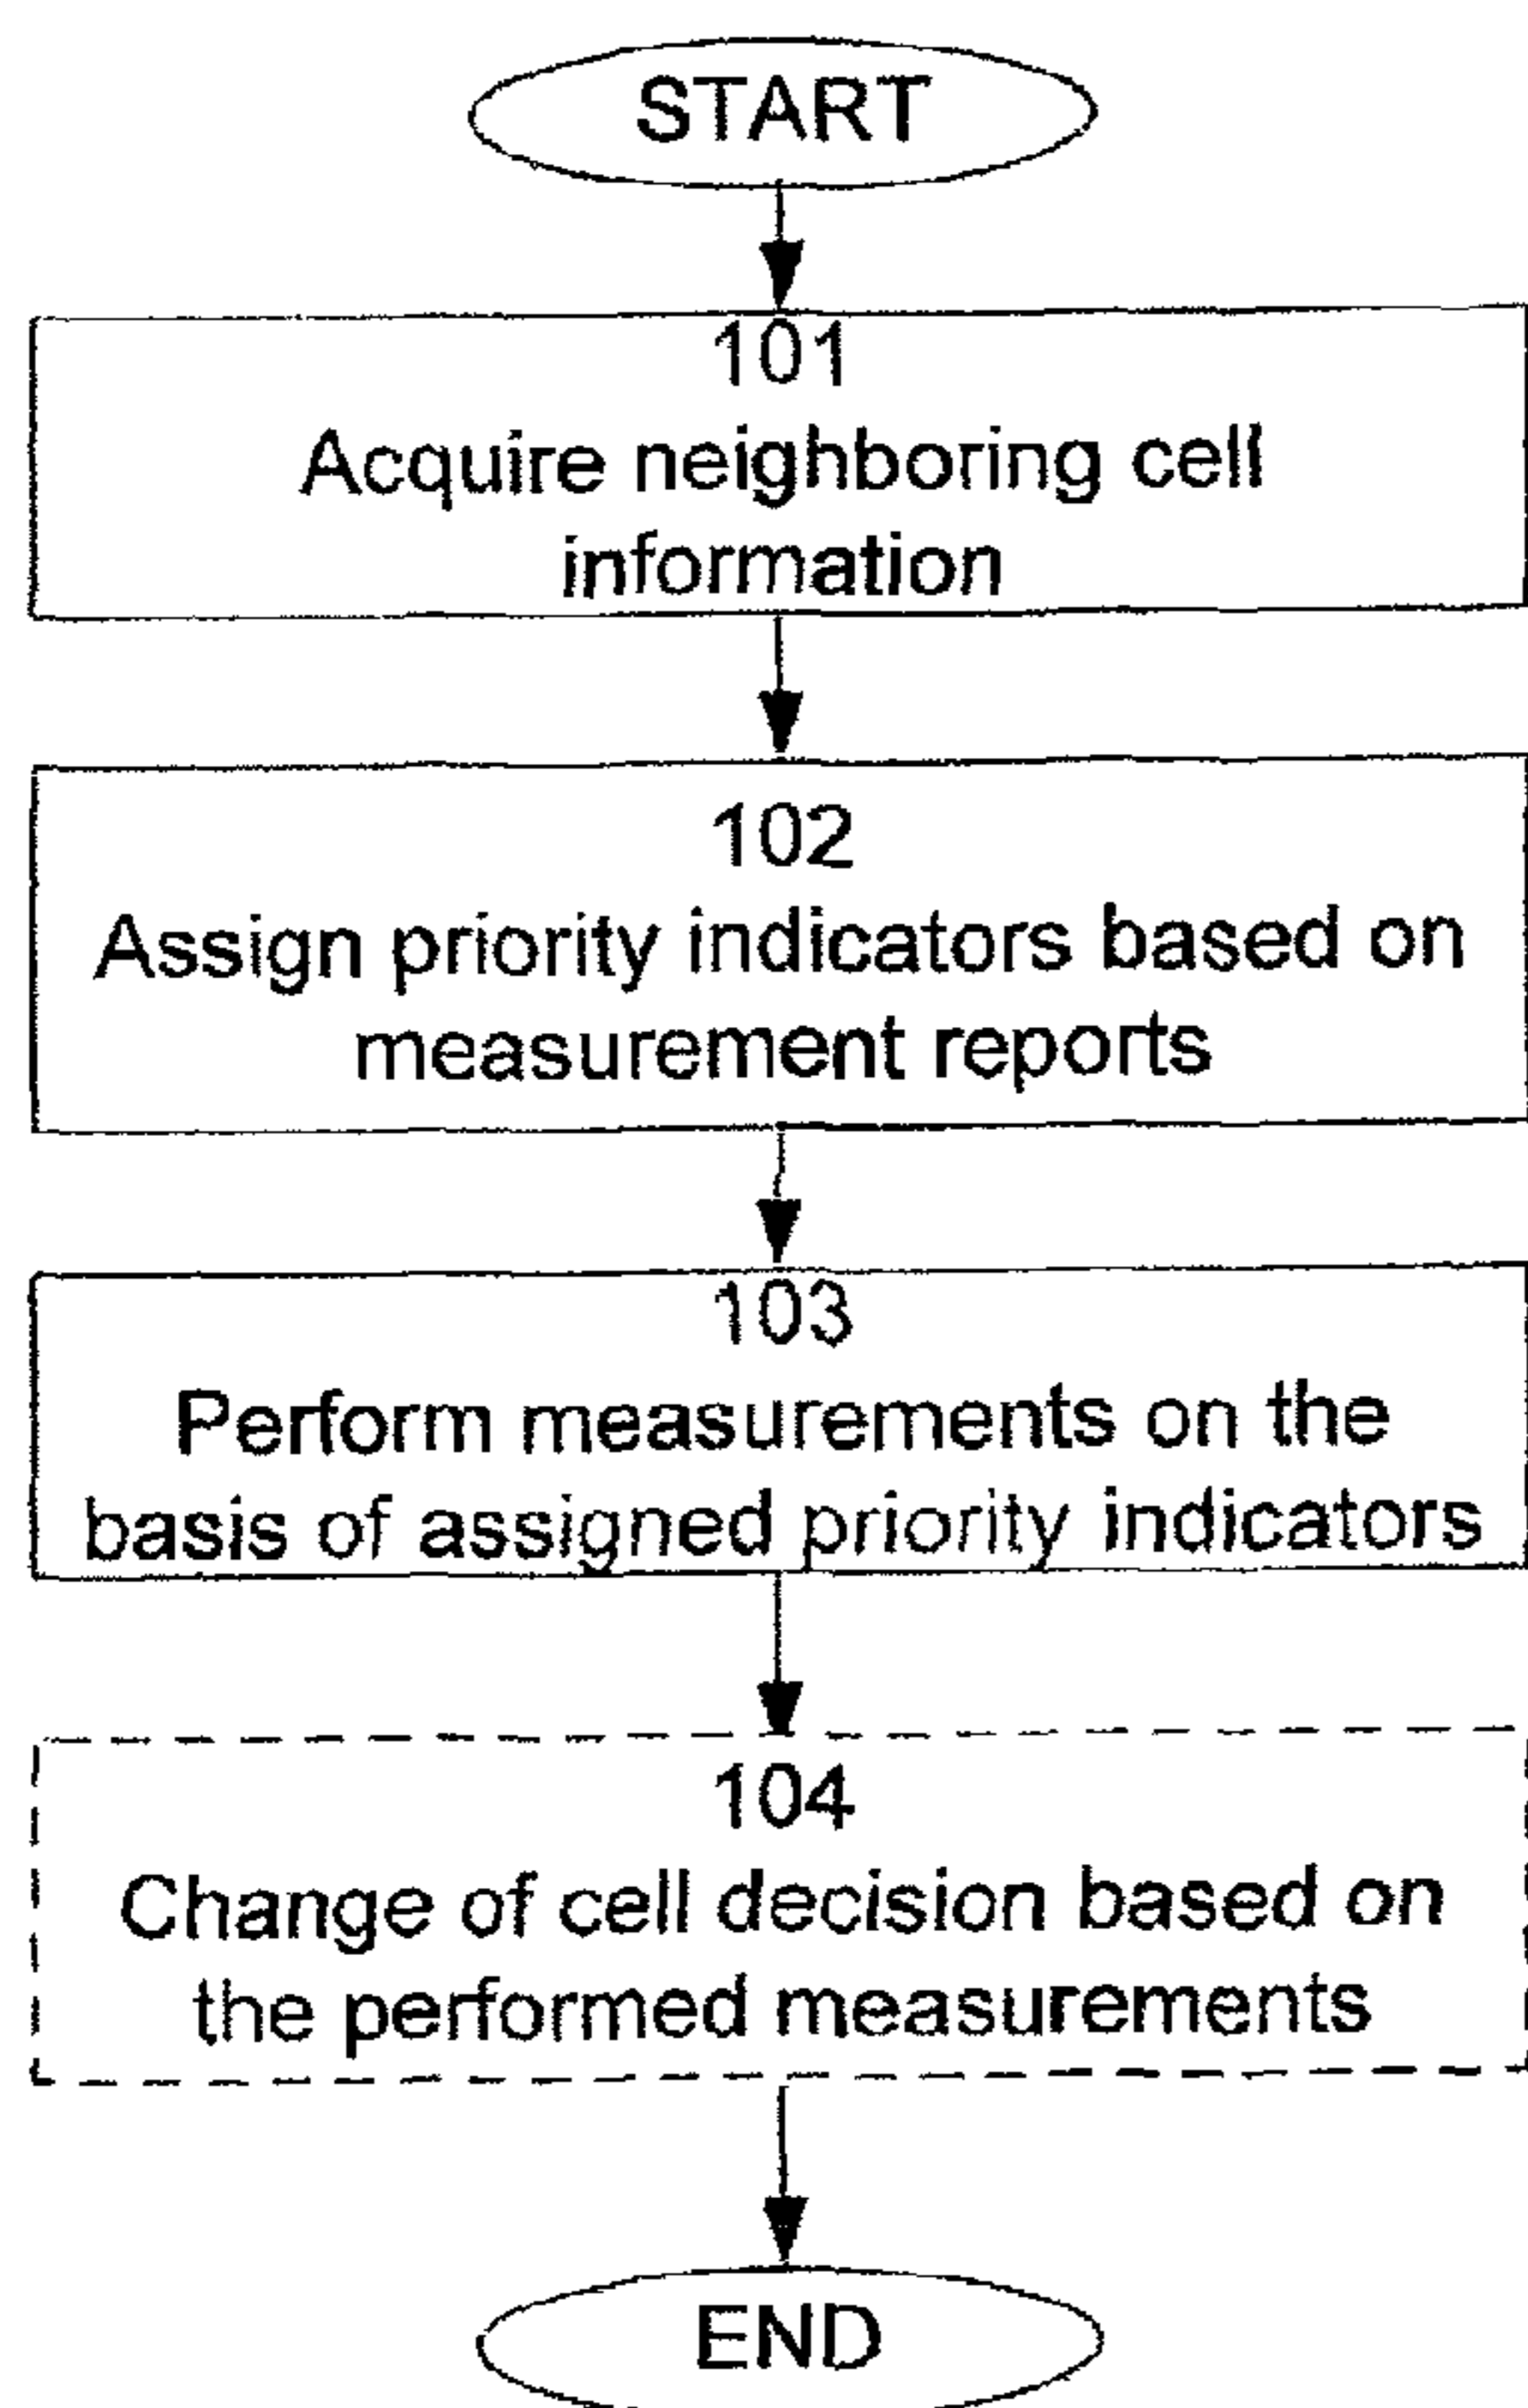 START
101
Acquire neighboring cell
information
102
Assign priority indicators based on
measurement reports
103
Perform measurements on the
basis of assigned priority indicators
104
Change of cell decision based on
the performed measurements
END